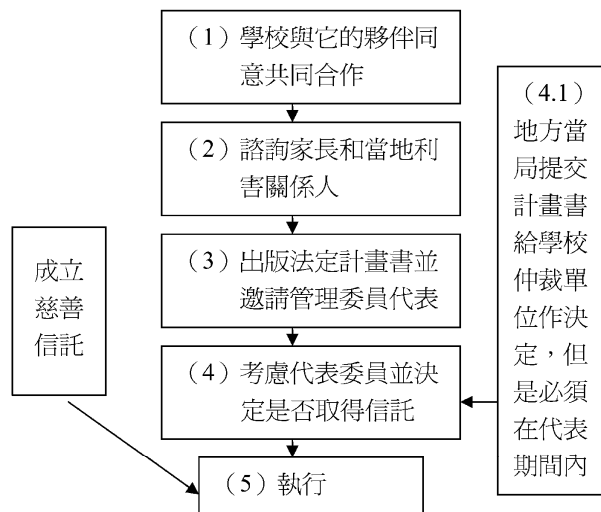 （1）學校與它的夥伴同
意共同合作
（2）諮詢家長和當地利
害關係人
（3）出版法定計畫書並
邀請管理委員代表
（4）考慮代表委員並決
定是否取得信託
（5）執行
成立
慈善
信託
（4.1）
地方當
局提交
計畫書
給學校
仲裁單
位作決
定，但
是必須
在代表
期間內